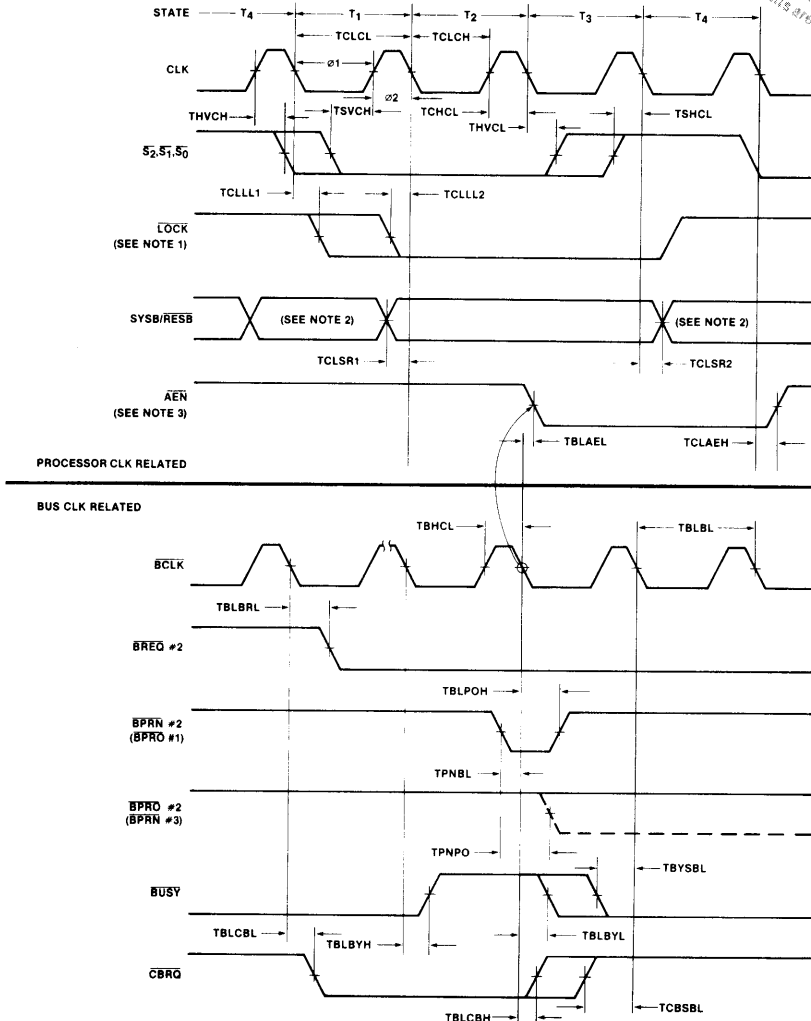 STATE T4 T1 T2 T3 T4
TCLCL TCLCH
CLK
ø1
ø2
THVCH TSVCH TCHCL TSHCL
THVCL
S2,S1,S0
TCLLL1 TCLLL2
LOCK
(SEE NOTE 1)
SYSB/RESB (SEE NOTE 2) (SEE NOTE 2)
TCLSR1 TCLSR2
AEN
(SEE NOTE 3)
TBLAEL TCLAEH
PROCESSOR CLK RELATED
BUS CLK RELATED
TBHCL TBLBL
BCLK
TBLBRL
BREQ #2
TBLPOH
BPRN #2
(BPRO #1)
TPNBL
BPRO #2
(BPRN #3)
TPNPO TBYSBL
BUSY
TBLCBL TBLBYH TBLBYL
CBRQ
TBLCBH TCBSBL